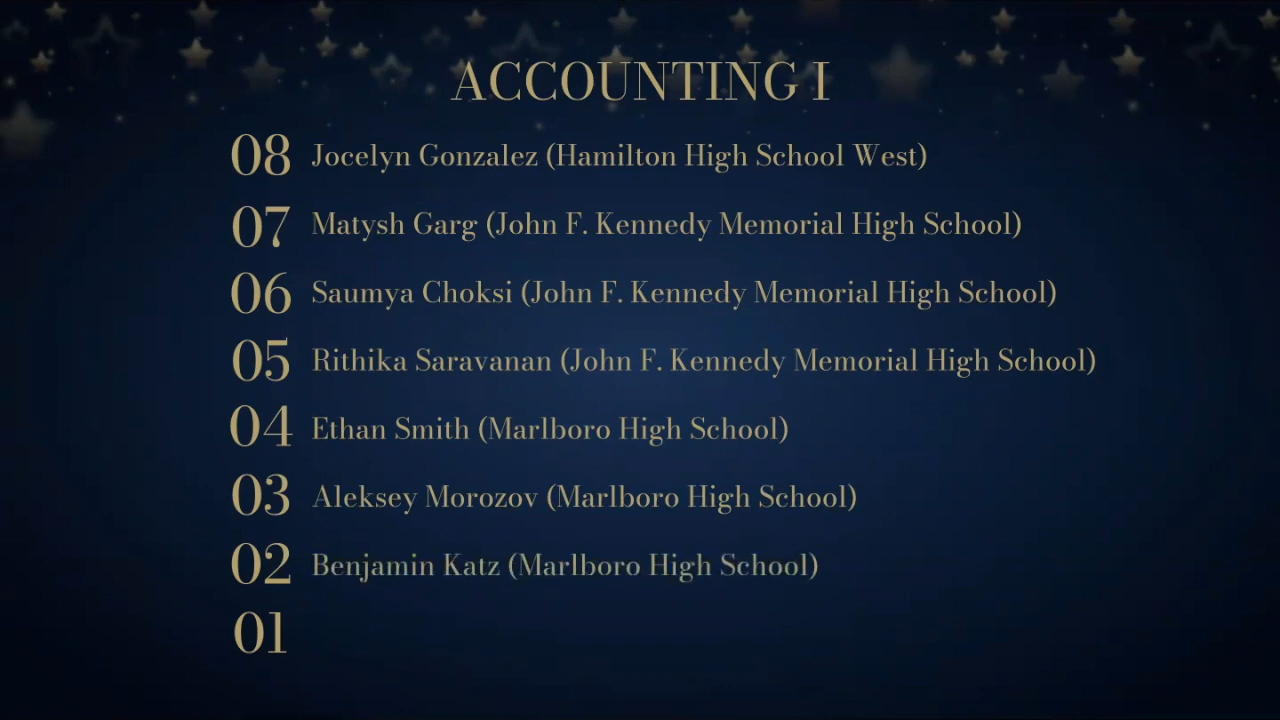 ACCOUNTING I
08 Jocelyn Gonzalez (Hamilton High School West)
07 Matysh Garg (John F. Kennedy Memorial High School)
06 Saumya Choksi (John F. Kennedy Memorial High School)
05 Rithika Saravanan (John F. Kennedy Memorial High School)
04 Ethan Smith (Marlboro High School)
03 Aleksey Morozov (Marlboro High School)
02 Benjamin Katz (Marlboro High School)
01